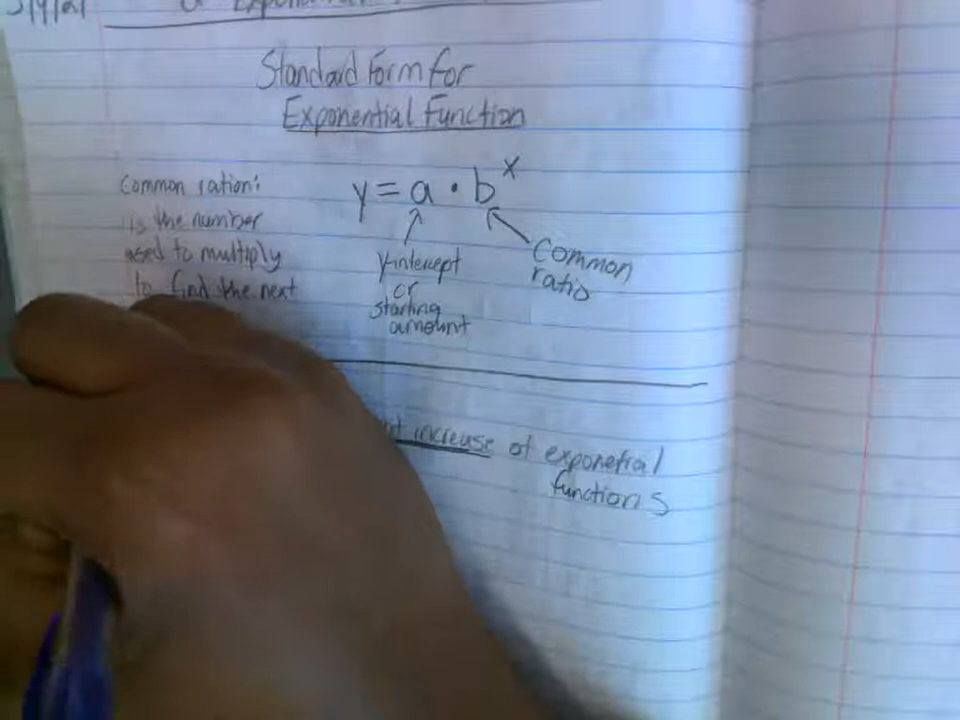 Standard Form for
Exponential Function
Common ration:
is the number
used to multiply
to find the next
y = a · b^x
y-intercept
or
starting
amount
Common
ratio
increase of exponetial
functions